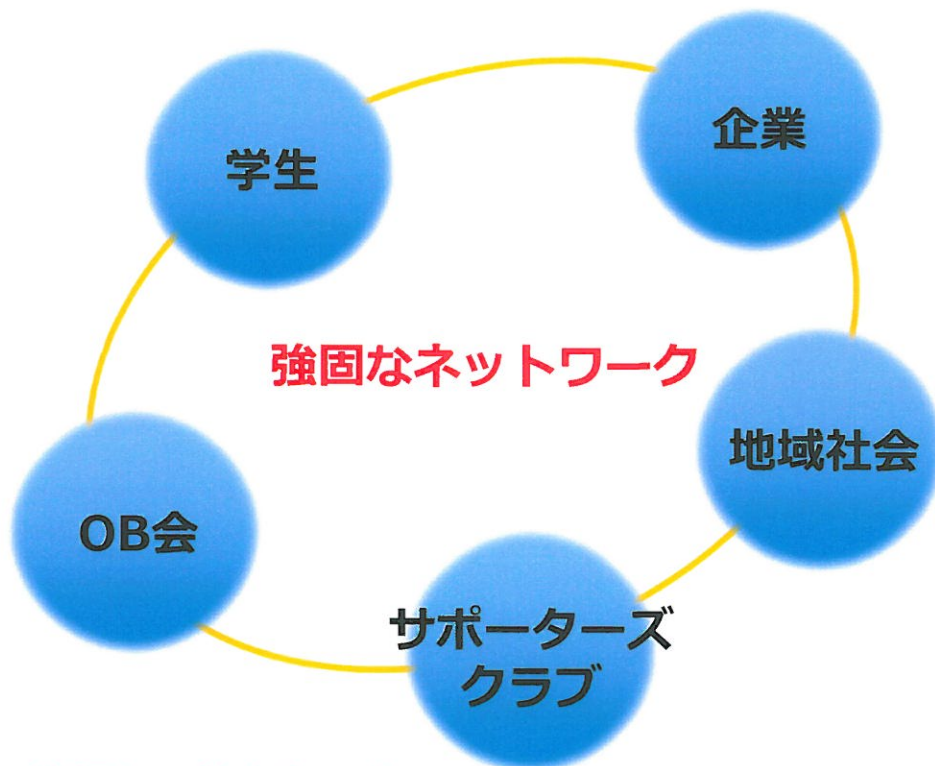 学生
企業
強固なネットワーク
地域社会
OB会
サポーターズ
クラブ